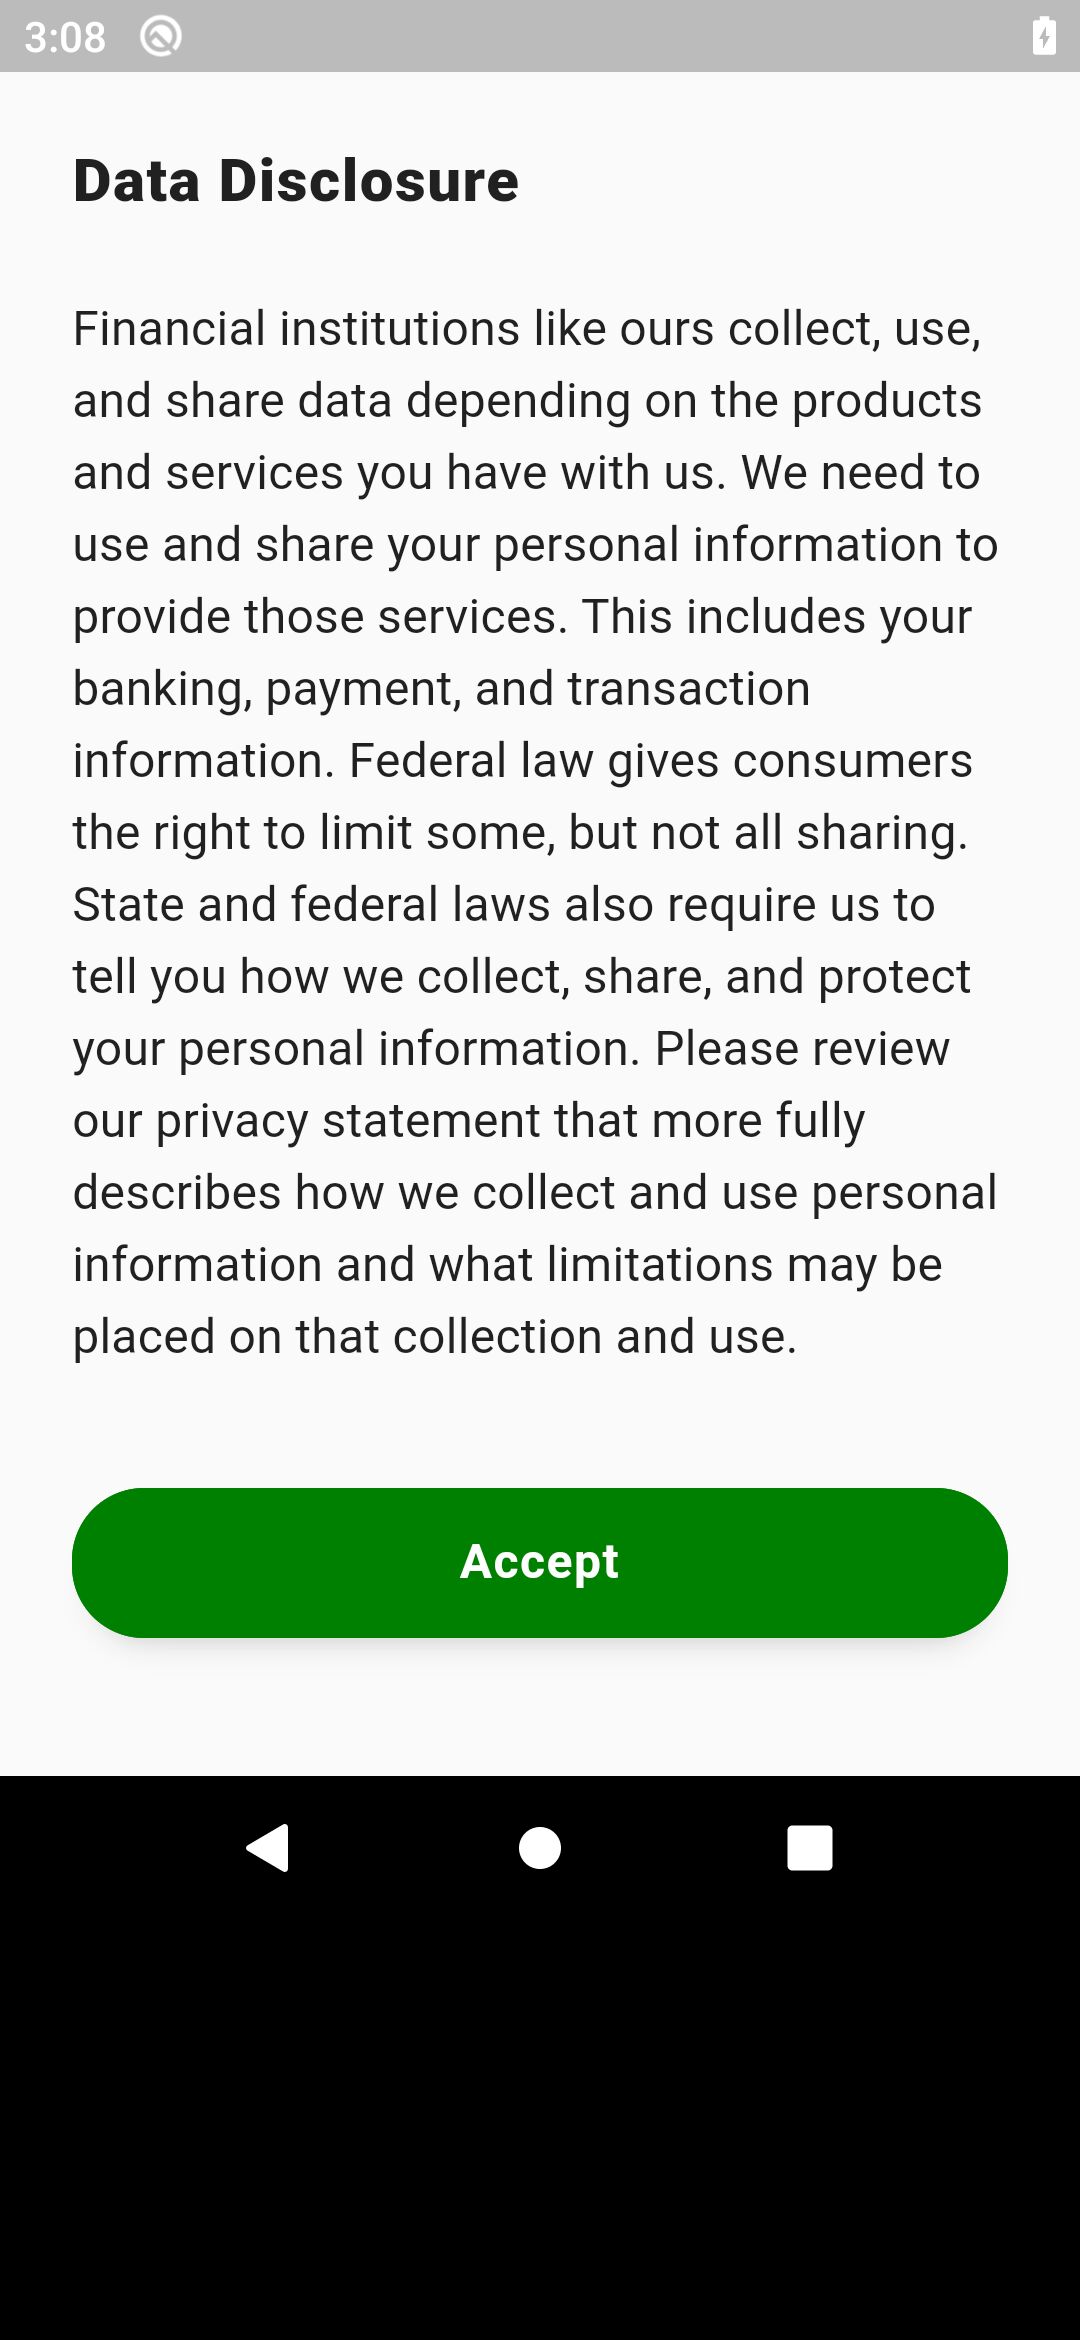 3:08
Data Disclosure
Financial institutions like ours collect, use,
and share data depending on the products
and services you have with us. We need to
use and share your personal information to
provide those services. This includes your
banking, payment, and transaction
information. Federal law gives consumers
the right to limit some, but not all sharing.
State and federal laws also require us to
tell you how we collect, share, and protect
your personal information. Please review
our privacy statement that more fully
describes how we collect and use personal
information and what limitations may be
placed on that collection and use.
Accept